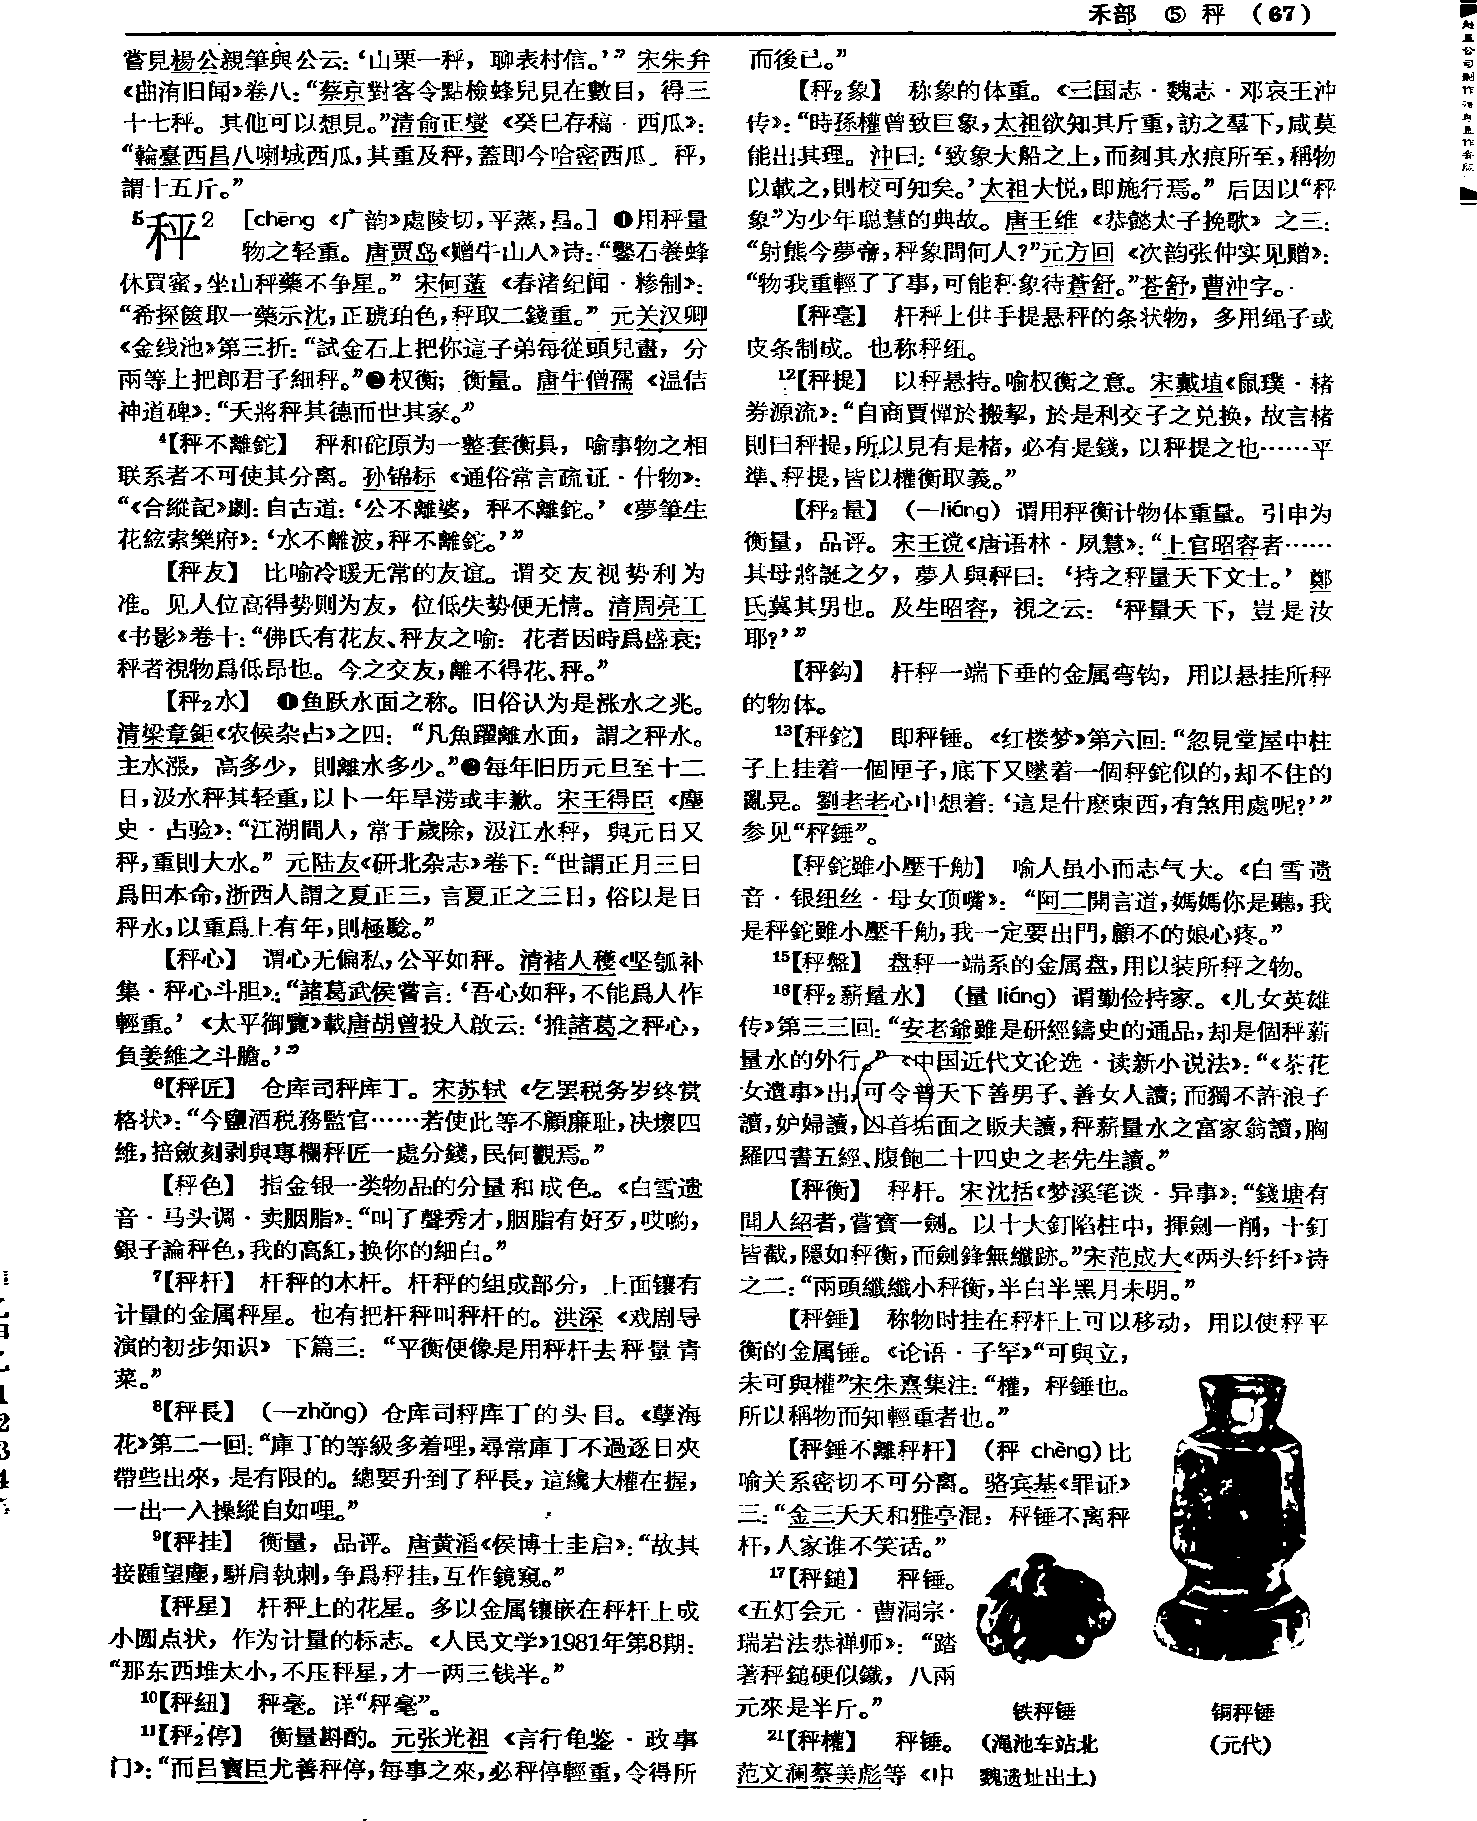 禾部 ⑤ 秤 (67)
嘗見楊公親筆與公云:‘山栗一秤，聊表村信。’”宋朱弁
《曲洧旧闻》卷八:“蔡京對客令點檢蜂兒見在數目，得三
十七秤。其他可以想見。”清俞正燮《癸巳存稿·西瓜》:
“輪臺西昌八喇城西瓜，其重及秤，蓋即今哈密西瓜。秤，
謂十五斤。”
5秤2 [chēng《广韵》處陵切，平蒸，昌。] ❶用秤量
物之轻重。唐贾岛《赠牛山人》诗:“鑿石養蜂
休買蜜，坐山秤藥不争星。”宋何薳《春渚纪闻·糁制》:
“希探篋取一藥示沈，正琥珀色，秤取二錢重。”元关汉卿
《金线池》第三折:“試金石上把你這子弟每從頭兒畫，分
兩等上把郎君子細秤。”❷权衡；衡量。唐牛僧孺《温佶
神道碑》:“天將秤其德而世其家。”
4【秤不離鉈】 秤和砣原为一整套衡具，喻事物之相
联系者不可使其分离。孙锦标《通俗常言疏证·什物》:
“《合縱記》劇:自古道:‘公不離婆，秤不離鉈。’《夢筆生
花絃索樂府》:‘水不離波，秤不離鉈。’”
【秤友】 比喻冷暖无常的友谊。谓交友视势利为
准。见人位高得势则为友，位低失势便无情。清周亮工
《书影》卷十:“佛氏有花友、秤友之喻:花者因時爲盛衰；
秤者視物爲低昂也。今之交友，離不得花、秤。”
【秤2水】 ❶鱼跃水面之称。旧俗认为是涨水之兆。
清梁章鉅《农候杂占》之四:“凡魚躍離水面，謂之秤水。
主水漲，高多少，則離水多少。”❷每年旧历元旦至十二
日，汲水秤其轻重，以卜一年旱涝或丰歉。宋王得臣《麈
史·占验》:“江湖間人，常于歲除，汲江水秤，與元日又
秤，重則大水。”元陆友《研北杂志》卷下:“世謂正月三日
爲田本命，浙西人謂之夏正三，言夏正之三日，俗以是日
秤水，以重爲上有年，則極驗。”
【秤心】 谓心无偏私，公平如秤。清褚人穫《坚瓠补
集·秤心斗胆》:“諸葛武侯嘗言:‘吾心如秤，不能爲人作
輕重。’《太平御覽》載唐胡曾投人啟云:‘推諸葛之秤心，
負姜維之斗膽。’”
6【秤匠】 仓库司秤库丁。宋苏轼《乞罢税务岁终赏
格状》:“今鹽酒税務監官……若使此等不顧廉耻，决壞四
維，掊斂刻剥與專欄秤匠一處分錢，民何觀焉。”
【秤色】 指金银一类物品的分量和成色。《白雪遗
音·马头调·卖胭脂》:“叫了聲秀才，胭脂有好歹，哎喲，
銀子論秤色，我的高紅，换你的細白。”
7【秤杆】 杆秤的木杆。杆秤的组成部分，上面镶有
计量的金属秤星。也有把杆秤叫秤杆的。洪深《戏剧导
演的初步知识》下篇三:“平衡便像是用秤杆去秤量青
菜。”
8【秤長】 (—zhǎng)仓库司秤库丁的头目。《孽海
花》第二一回:“庫丁的等級多着哩，尋常庫丁不過逐日夾
帶些出來，是有限的。總要升到了秤長，這纔大權在握，
一出一入操縱自如哩。”
9【秤挂】 衡量，品评。唐黄滔《侯博士圭启》:“故其
接踵望塵，駢肩執刺，争爲秤挂，互作鏡窺。”
【秤星】 杆秤上的花星。多以金属镶嵌在秤杆上成
小圆点状，作为计量的标志。《人民文学》1981年第8期:
“那东西堆太小，不压秤星，才一两三钱半。”
10【秤紐】 秤毫。详“秤毫”。
11【秤2停】 衡量斟酌。元张光祖《言行龟鉴·政事
门》:“而吕寶臣尤善秤停，每事之來，必秤停輕重，令得所
而後已。”
【秤2象】 称象的体重。《三国志·魏志·邓哀王冲
传》:“時孫權曾致巨象，太祖欲知其斤重，訪之羣下，咸莫
能出其理。沖曰:‘致象大船之上，而刻其水痕所至，稱物
以載之，則校可知矣。’太祖大悦，即施行焉。”后因以“秤
象”为少年聪慧的典故。唐王维《恭懿太子挽歌》之三:
“射熊今夢帝，秤象問何人?”元方回《次韵张仲实见赠》:
“物我重輕了了事，可能秤象待蒼舒。”苍舒，曹沖字。
【秤毫】 杆秤上供手提悬秤的条状物，多用绳子或
皮条制成。也称秤纽。
12【秤提】 以秤悬持。喻权衡之意。宋戴埴《鼠璞·楮
券源流》:“自商賈憚於搬挈，於是利交子之兑换，故言楮
則曰秤提，所以見有是楮，必有是錢，以秤提之也……平
準、秤提，皆以權衡取義。”
【秤2量】 (—liáng)谓用秤衡计物体重量。引申为
衡量，品评。宋王谠《唐语林·夙慧》:“上官昭容者……
其母將誕之夕，夢人與秤曰:‘持之秤量天下文士。’鄭
氏冀其男也。及生昭容，視之云:‘秤量天下，豈是汝
耶?’”
【秤鈎】 杆秤一端下垂的金属弯钩，用以悬挂所秤
的物体。
13【秤鉈】 即秤锤。《红楼梦》第六回:“忽見堂屋中柱
子上挂着一個匣子，底下又墜着一個秤鉈似的，却不住的
亂晃。劉老老心中想着:‘這是什麽東西，有煞用處呢?’”
参见“秤錘”。
【秤鉈雖小壓千觔】 喻人虽小而志气大。《白雪遗
音·银纽丝·母女顶嘴》:“阿二開言道，媽媽你是聽，我
是秤鉈雖小壓千觔，我一定要出門，顧不的娘心疼。”
15【秤盤】 盘秤一端系的金属盘，用以装所秤之物。
16【秤2薪量水】 (量 liáng)谓勤俭持家。《儿女英雄
传》第三三回:“安老爺雖是研經鑄史的通品，却是個秤薪
量水的外行。”《中国近代文论选·读新小说法》:“《茶花
女遺事》出，可令普天下善男子、善女人讀；而獨不許浪子
讀，妒婦讀，囚首垢面之販夫讀，秤薪量水之富家翁讀，胸
羅四書五經、腹飽二十四史之老先生讀。”
【秤衡】 秤杆。宋沈括《梦溪笔谈·异事》:“錢塘有
聞人紹者，嘗寶一劍。以十大釘陷柱中，揮劍一削，十釘
皆截，隱如秤衡，而劍鋒無纖跡。”宋范成大《两头纤纤》诗
之二:“兩頭纖纖小秤衡，半白半黑月未明。”
【秤錘】 称物时挂在秤杆上可以移动，用以使秤平
衡的金属锤。《论语·子罕》“可與立，
未可與權”宋朱熹集注:“權，秤錘也。
所以稱物而知輕重者也。”
【秤錘不離秤杆】 (秤 chèng)比
喻关系密切不可分离。骆宾基《罪证》
三:“金三天天和雅亭混；秤锤不离秤
杆，人家谁不笑话。”
17【秤鎚】 秤锤。
《五灯会元·曹洞宗·
瑞岩法恭禅师》:“踏
著秤鎚硬似鐵，八兩
元來是半斤。”
21【秤權】 秤锤。
范文澜蔡美彪等《中
铁秤锤
(渑池车站北
魏遗址出土)
铜秤锤
(元代)